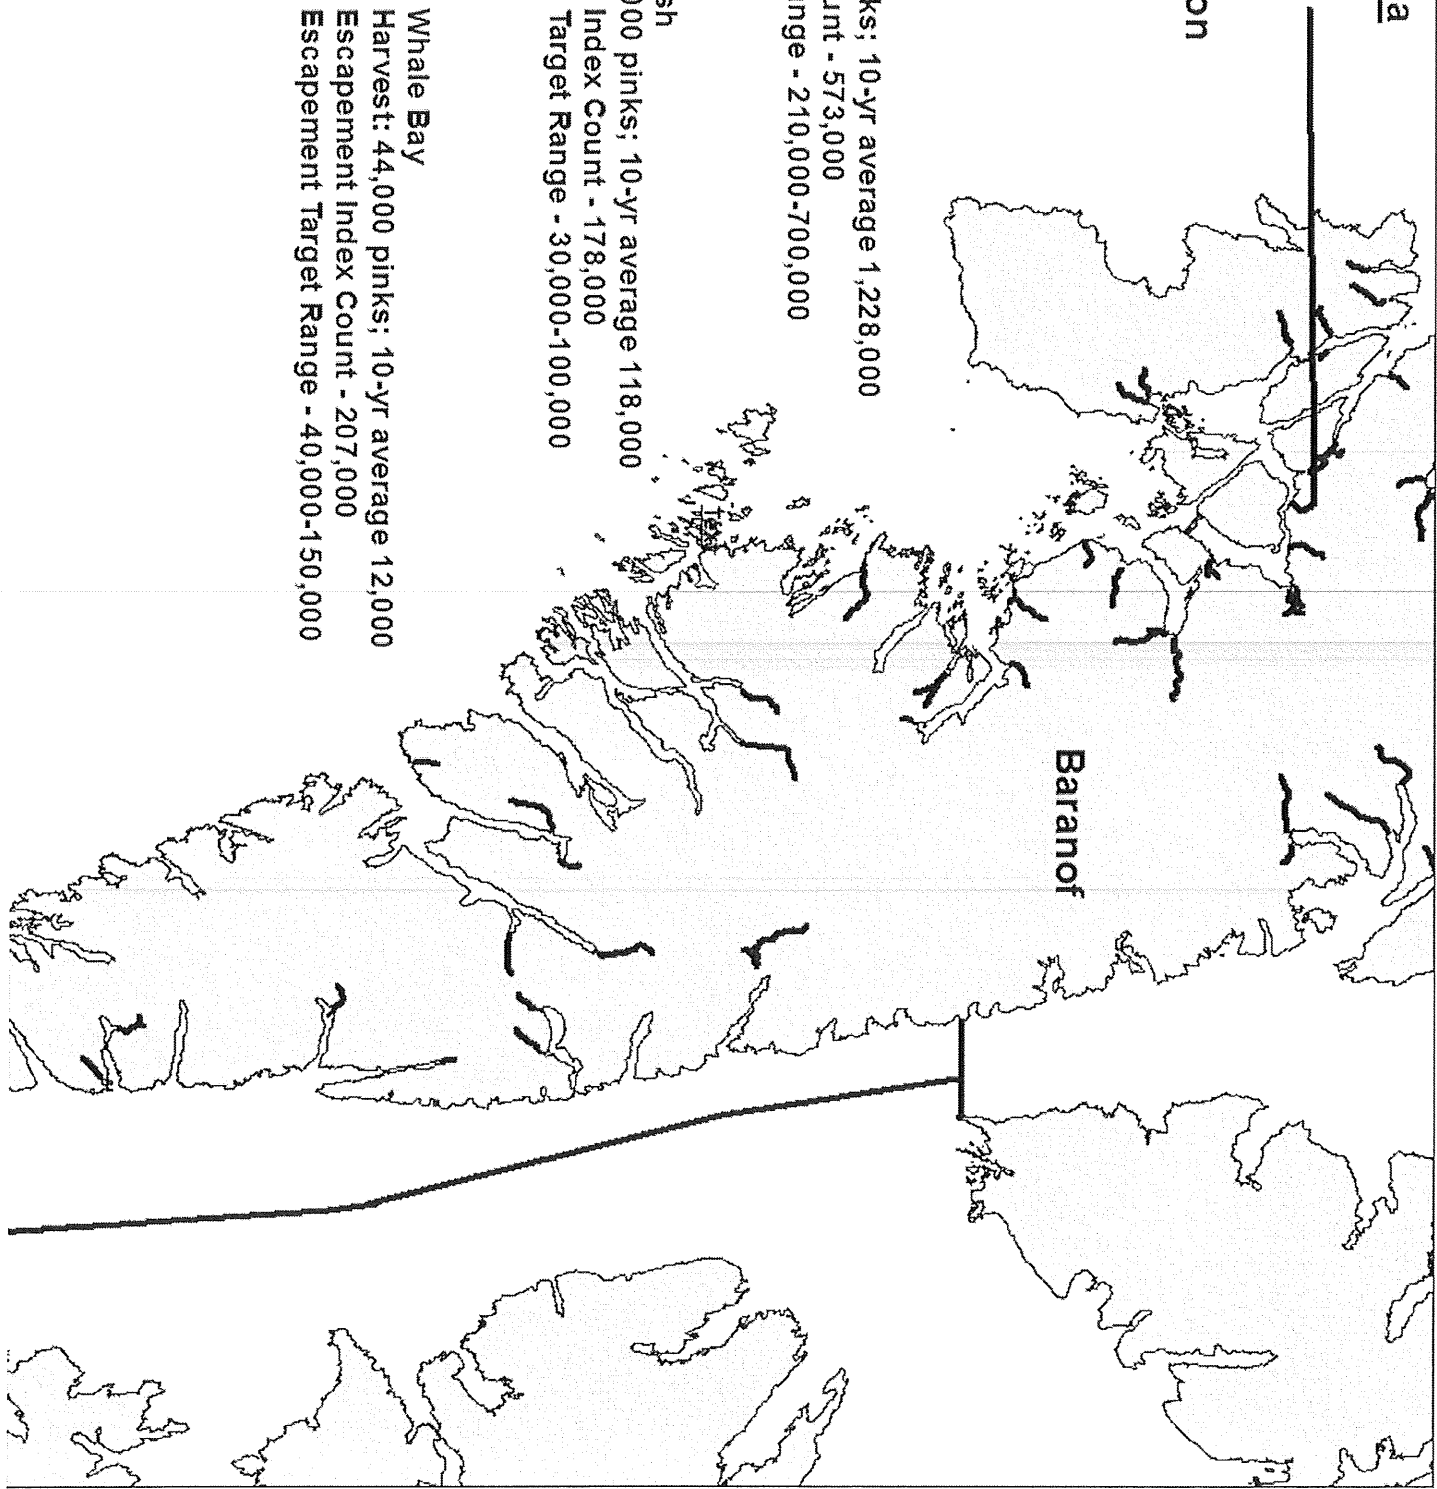 a
on
ks; 10-yr average 1,228,000
unt - 573,000
nge - 210,000-700,000
sh
000 pinks; 10-yr average 118,000
Index Count - 178,000
Target Range - 30,000-100,000
Whale Bay
Harvest: 44,000 pinks; 10-yr average 12,000
Escapement Index Count - 207,000
Escapement Target Range - 40,000-150,000
Baranof
Text